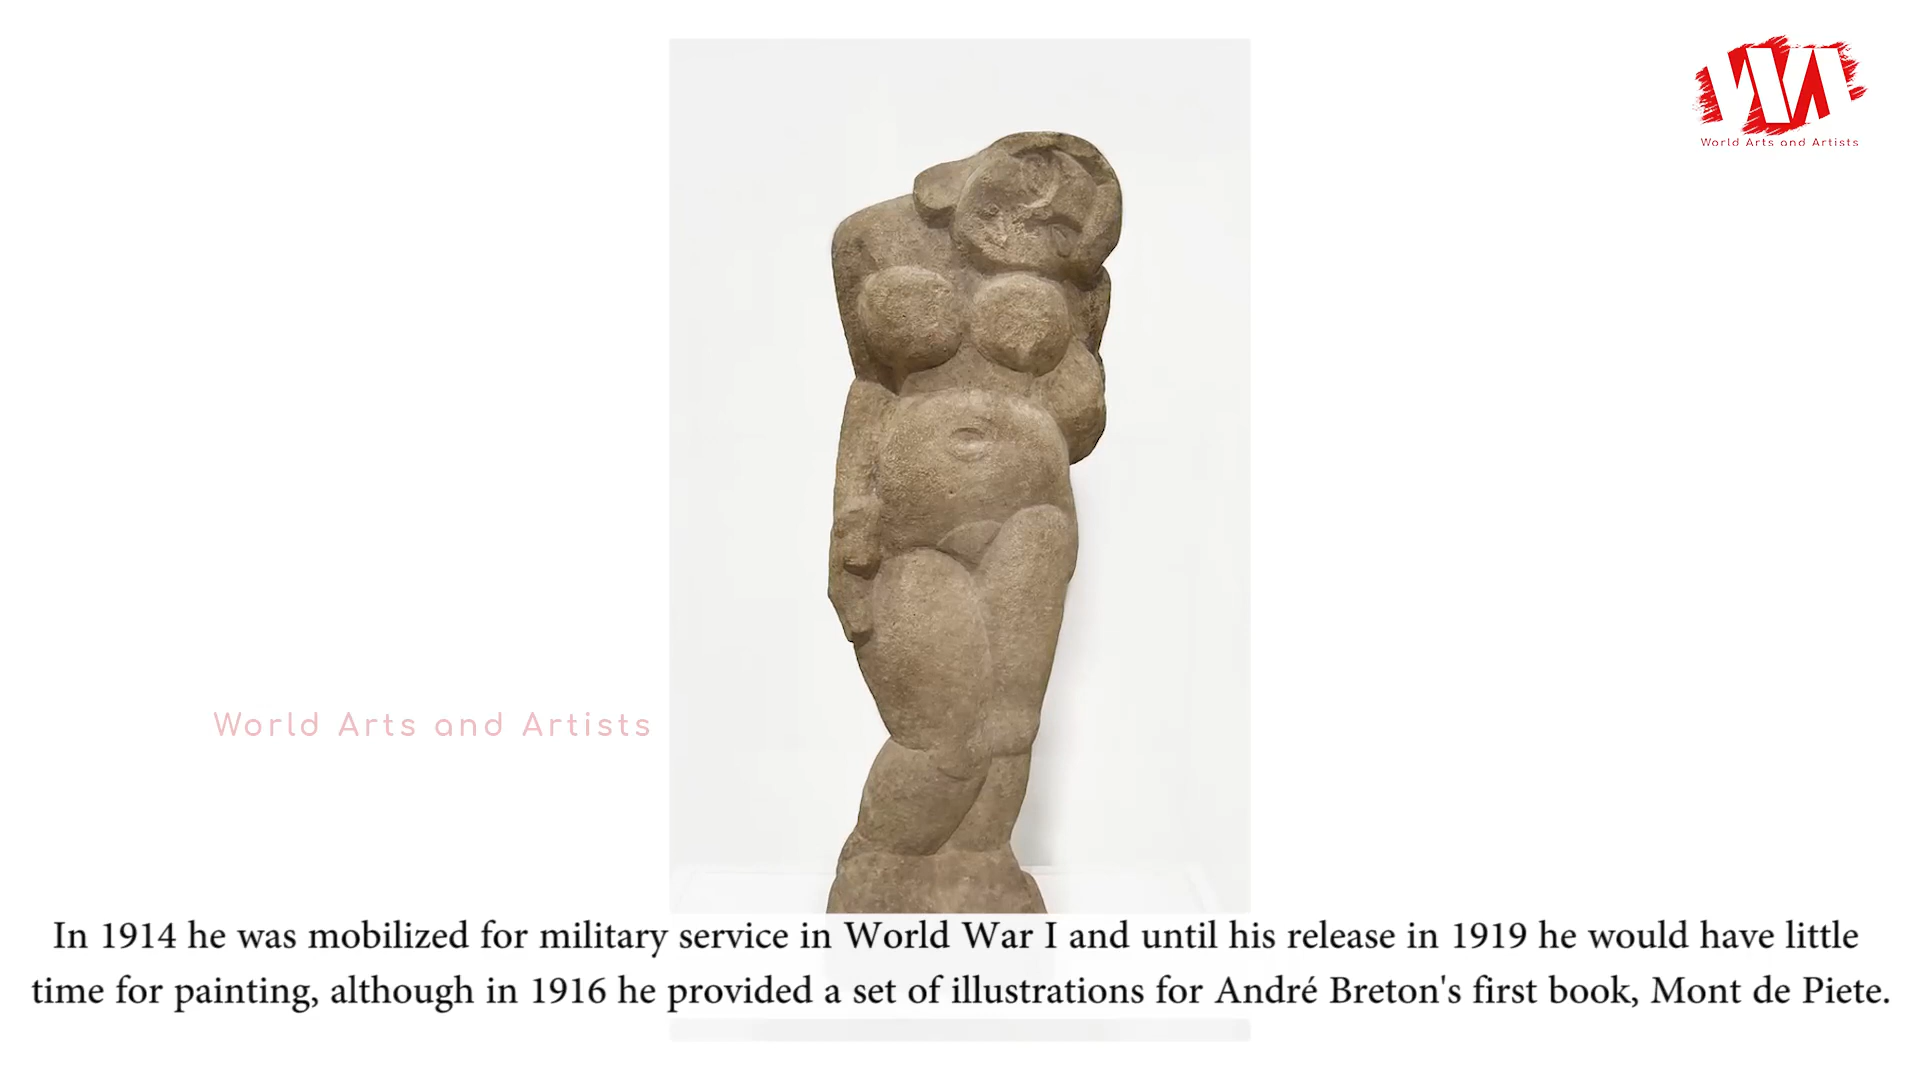 World Arts and Artists
World Arts and Artists
In 1914 he was mobilized for military service in World War I and until his release in 1919 he would have little
time for painting, although in 1916 he provided a set of illustrations for André Breton's first book, Mont de Piete.